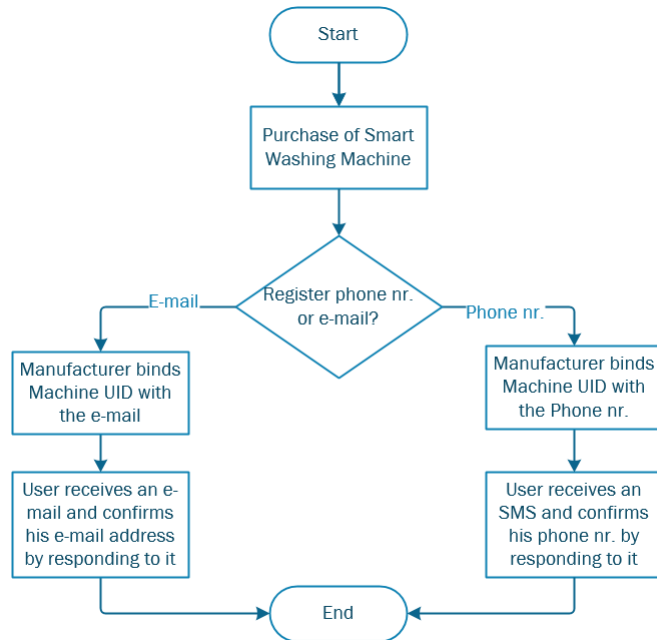 Start
Purchase of Smart
Washing Machine
Register phone nr.
or e-mail?
E-mail
Phone nr.
Manufacturer binds
Machine UID with
the e-mail
Manufacturer binds
Machine UID with
the Phone nr.
User receives an e-
mail and confirms
his e-mail address
by responding to it
User receives an
SMS and confirms
his phone nr. by
responding to it
End